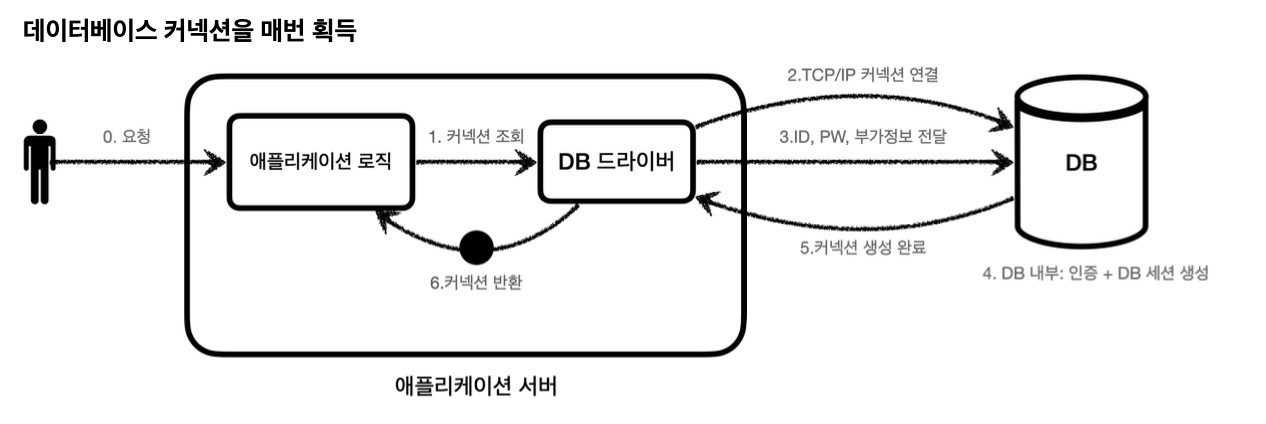 데이터베이스 커넥션을 매번 획득
2.TCP/IP 커넥션 연결
0. 요청
1. 커넥션 조회
3.ID, PW, 부가정보 전달
애플리케이션 로직
DB 드라이버
DB
5.커넥션 생성 완료
6.커넥션 반환
4. DB 내부: 인증 + DB 세션 생성
애플리케이션 서버